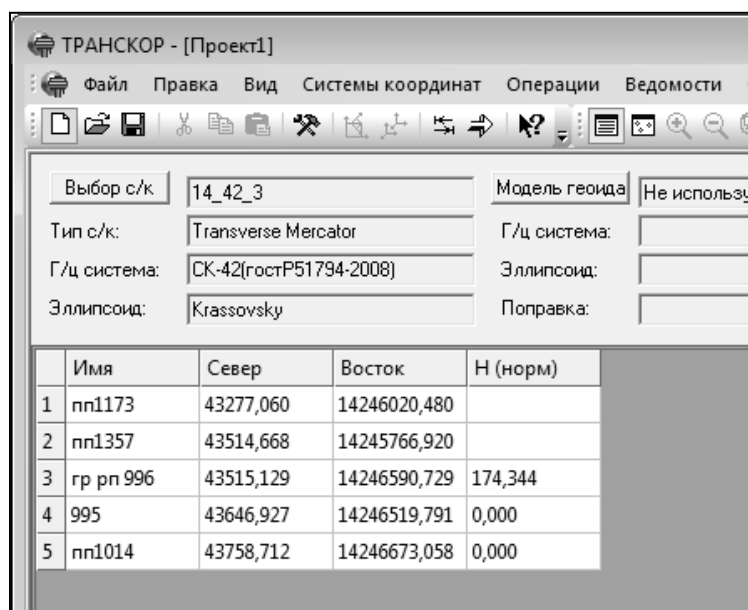 ТРАНСКОР - [Проект1]
Файл Правка Вид Системы координат Операции Ведомости
Выбор с/к 14_42_3 Модель геоида Не использу
Тип с/к: Transverse Mercator Г/ц система:
Г/ц система: СК-42(гостР51794-2008) Эллипсоид:
Эллипсоид: Krassovsky Поправка:
Имя Север Восток Н (норм)
1 пп1173 43277,060 14246020,480
2 пп1357 43514,668 14245766,920
3 гр рп 996 43515,129 14246590,729 174,344
4 995 43646,927 14246519,791 0,000
5 пп1014 43758,712 14246673,058 0,000